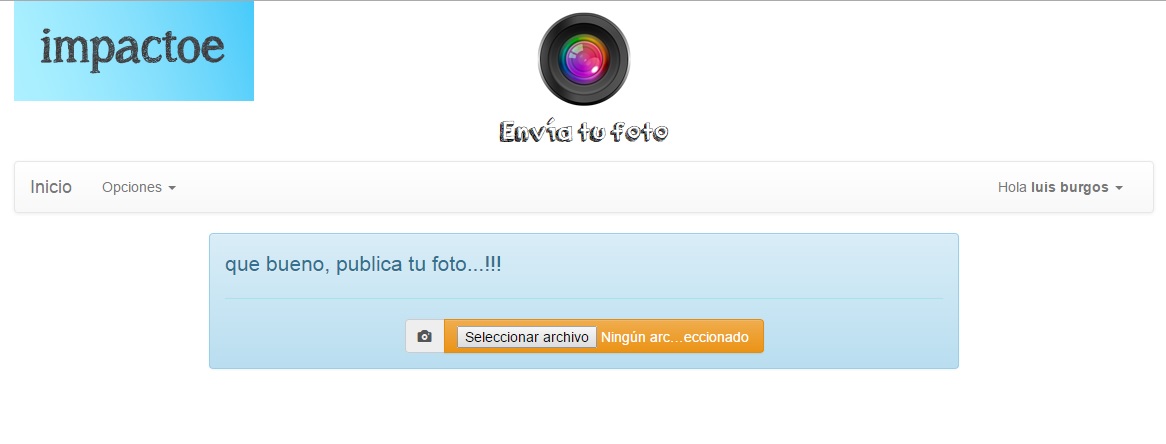 impactoe
Envía tu foto
Inicio Opciones Hola luis burgos
que bueno, publica tu foto...!!!
Seleccionar archivo Ningún arc...eccionado